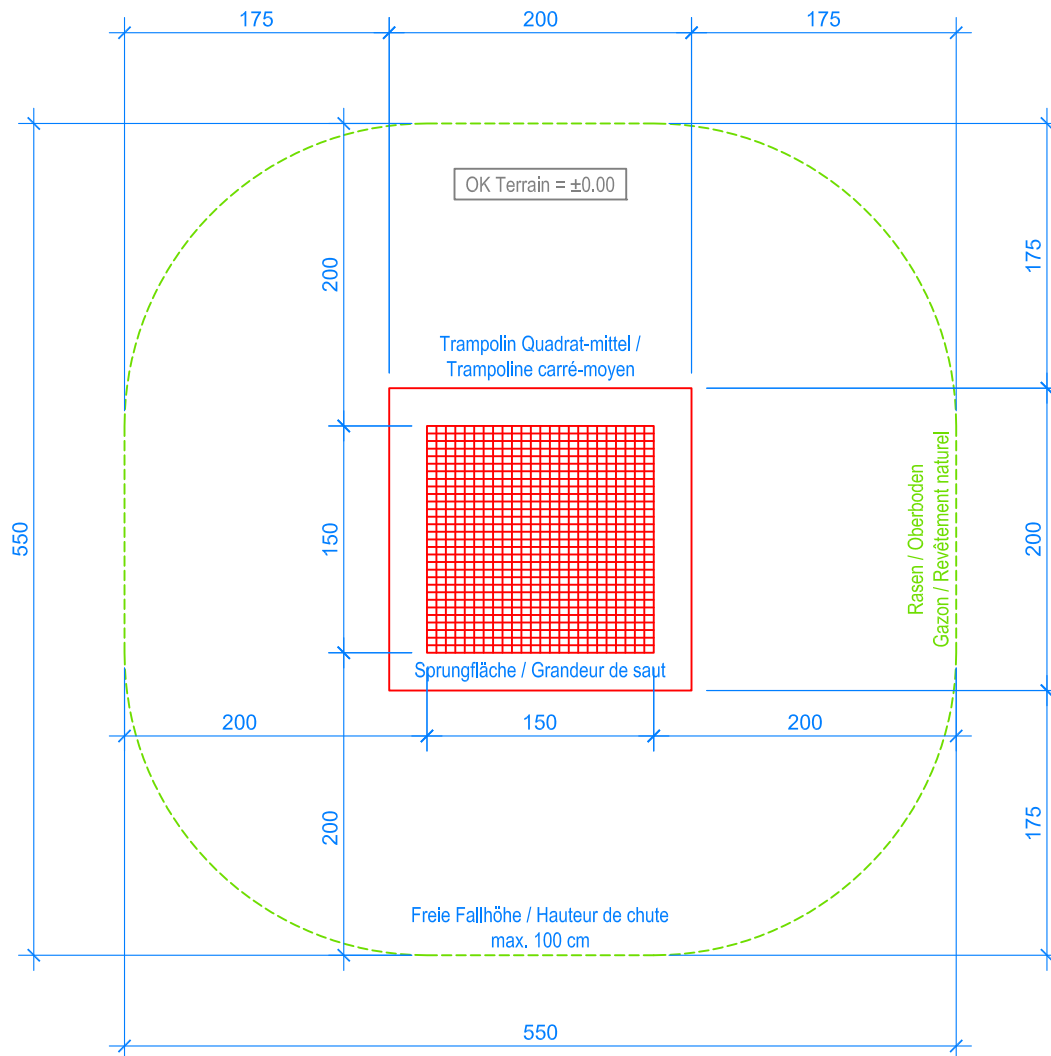 175
200
175
OK Terrain = ±0.00
200
175
Trampolin Quadrat-mittel /
Trampoline carré-moyen
550
150
200
Rasen / Oberboden
Gazon / Revêtement naturel
Sprungfläche / Grandeur de saut
200
150
200
200
175
Freie Fallhöhe / Hauteur de chute
max. 100 cm
550